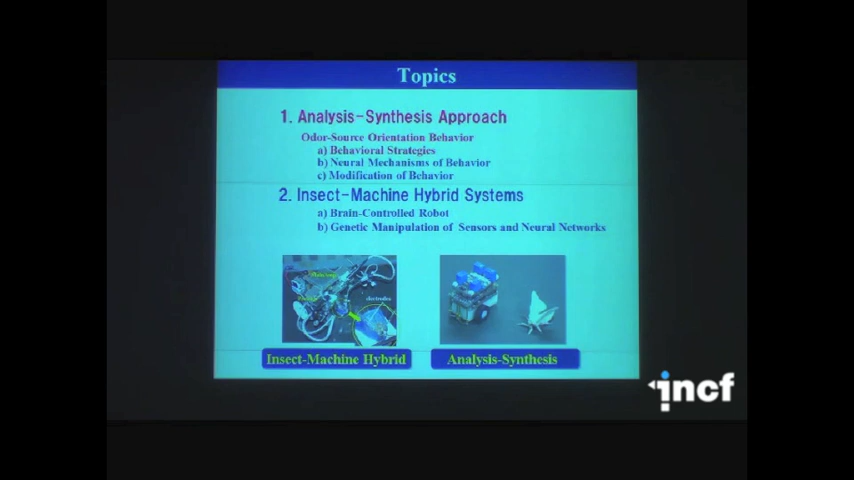 Topics
1. Analysis-Synthesis Approach
Odor-Source Orientation Behavior
a) Behavioral Strategies
b) Neural Mechanisms of Behavior
c) Modification of Behavior
2. Insect-Machine Hybrid Systems
a) Brain-Controlled Robot
b) Genetic Manipulation of Sensors and Neural Networks
electrodes
Insect-Machine Hybrid
Analysis-Synthesis
incf